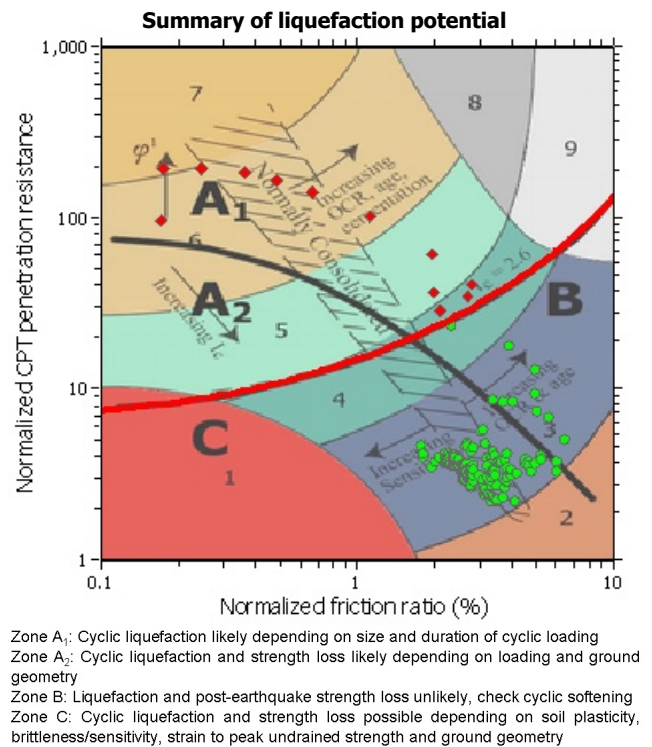 Summary of liquefaction potential
1,000
7
8
9
φ'
Increasing
OCR, age,
cementation
Normally Consolidated
A1
100
6
Ic = 2.6
A2
B
Increasing Ic
5
Increasing
OCR & age
10
4
3
C
Increasing
1
2
1
0.1
1
10
Normalized CPT penetration resistance
Normalized friction ratio (%)
Zone A1: Cyclic liquefaction likely depending on size and duration of cyclic loading
Zone A2: Cyclic liquefaction and strength loss likely depending on loading and ground
geometry
Zone B: Liquefaction and post-earthquake strength loss unlikely, check cyclic softening
Zone C: Cyclic liquefaction and strength loss possible depending on soil plasticity,
brittleness/sensitivity, strain to peak undrained strength and ground geometry